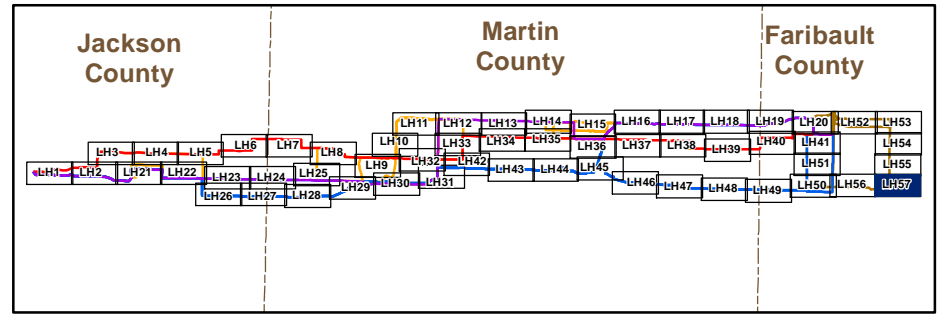 Jackson
County
Martin
County
Faribault
County
LH11 LH12 LH13 LH14 LH15 LH16 LH17 LH18 LH19 LH20 LH52 LH53
LH10 LH33 LH34 LH35 LH36 LH37 LH38 LH39 LH40 LH41 LH54
LH3 LH4 LH5 LH6 LH7 LH8 LH9 LH32 LH42 LH51 LH55
LH1 LH2 LH21 LH22 LH23 LH24 LH25 LH29 LH30 LH31 LH43 LH44 LH45 LH46 LH47 LH48 LH49 LH50 LH56 LH57
LH26 LH27 LH28